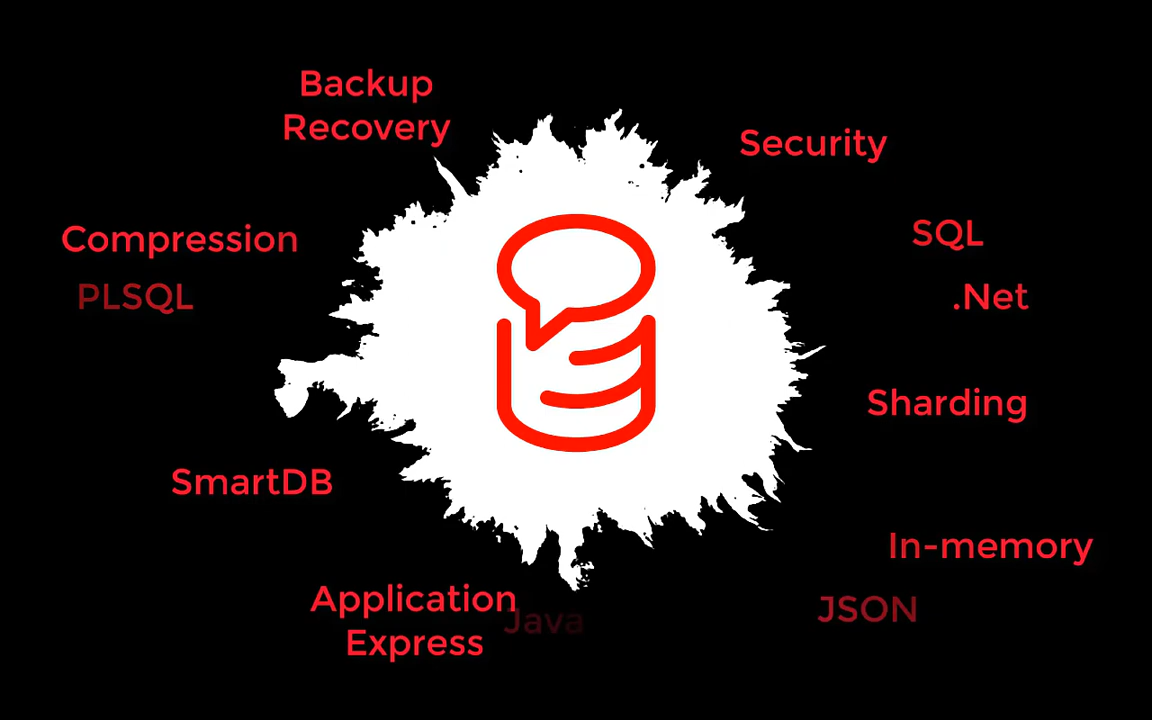 Backup
Recovery
Security
Compression
SQL
PLSQL
.Net
Sharding
SmartDB
In-memory
Application
Express
JSON
Java